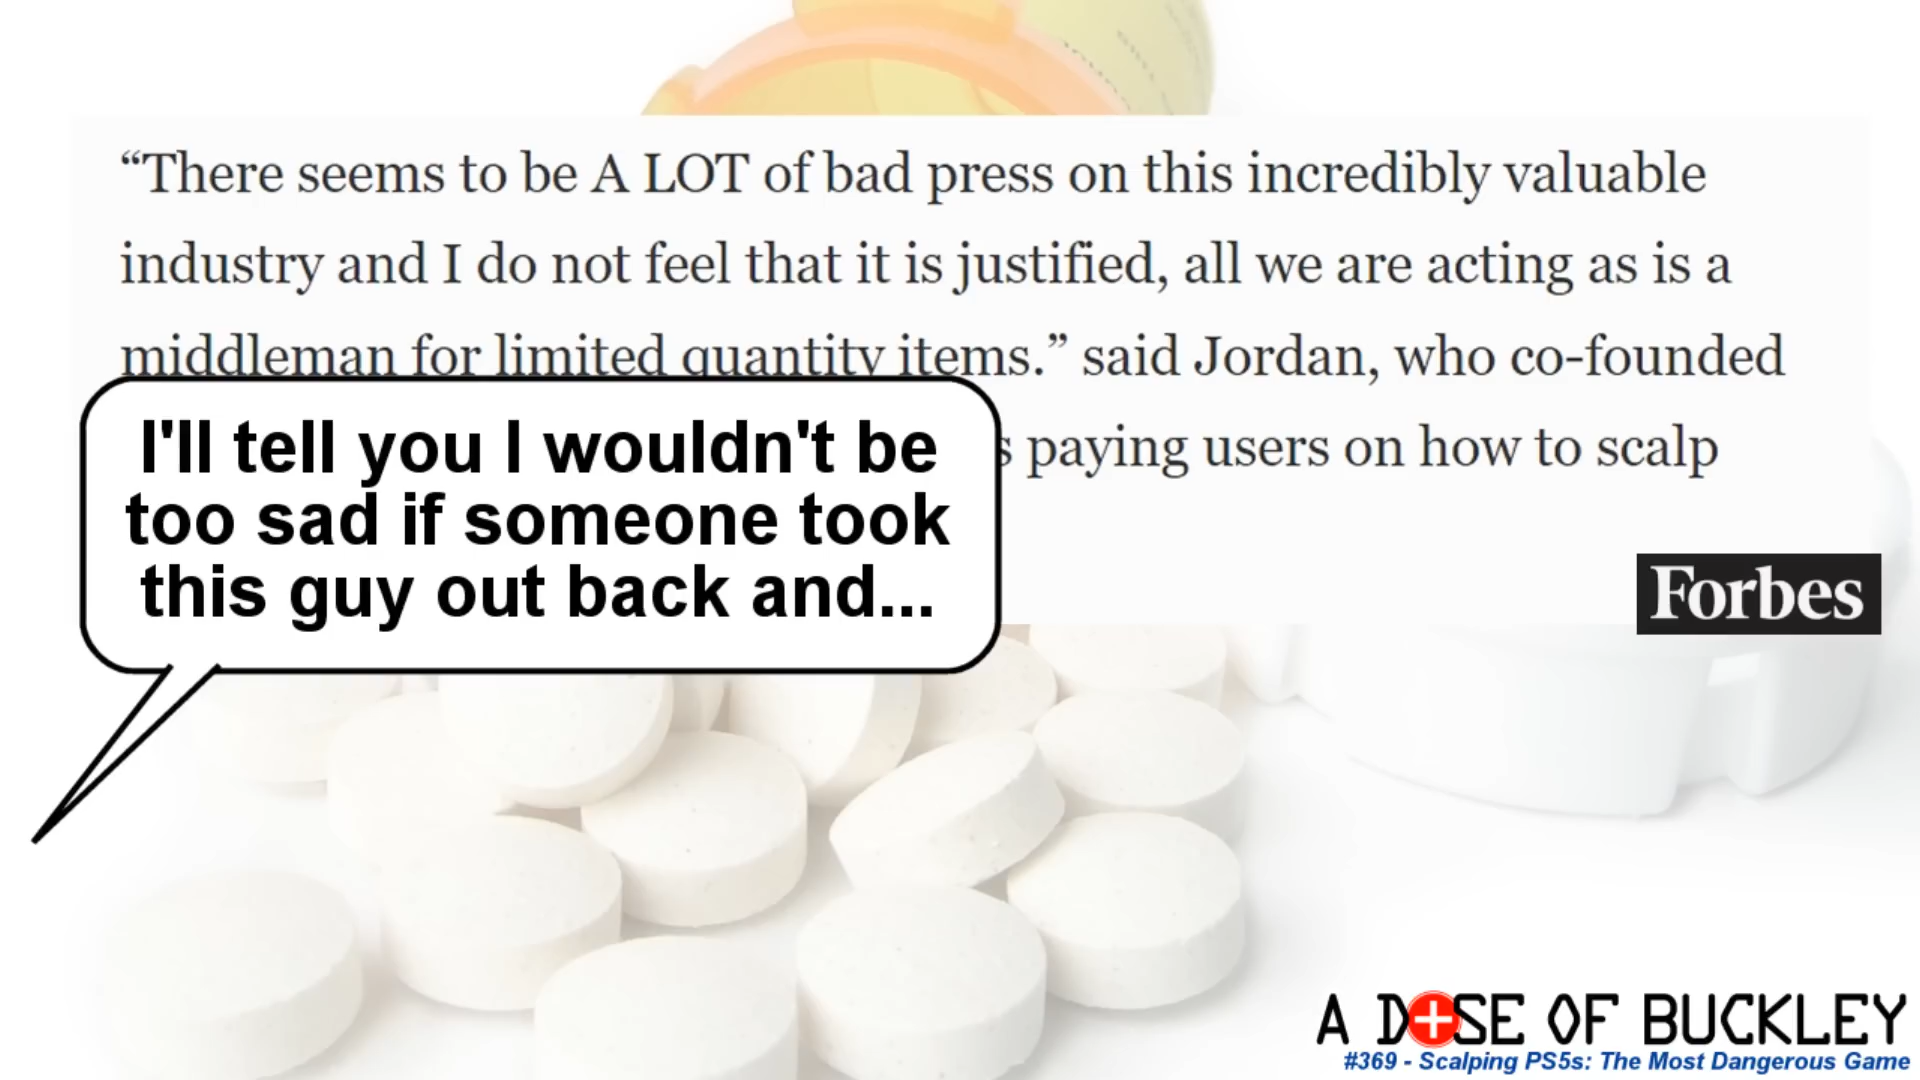 “There seems to be A LOT of bad press on this incredibly valuable
industry and I do not feel that it is justified, all we are acting as is a
middleman for limited quantity items.” said Jordan, who co-founded
paying users on how to scalp
I'll tell you I wouldn't be
too sad if someone took
this guy out back and...
Forbes
A DOSE OF BUCKLEY
#369 - Scalping PS5s: The Most Dangerous Game